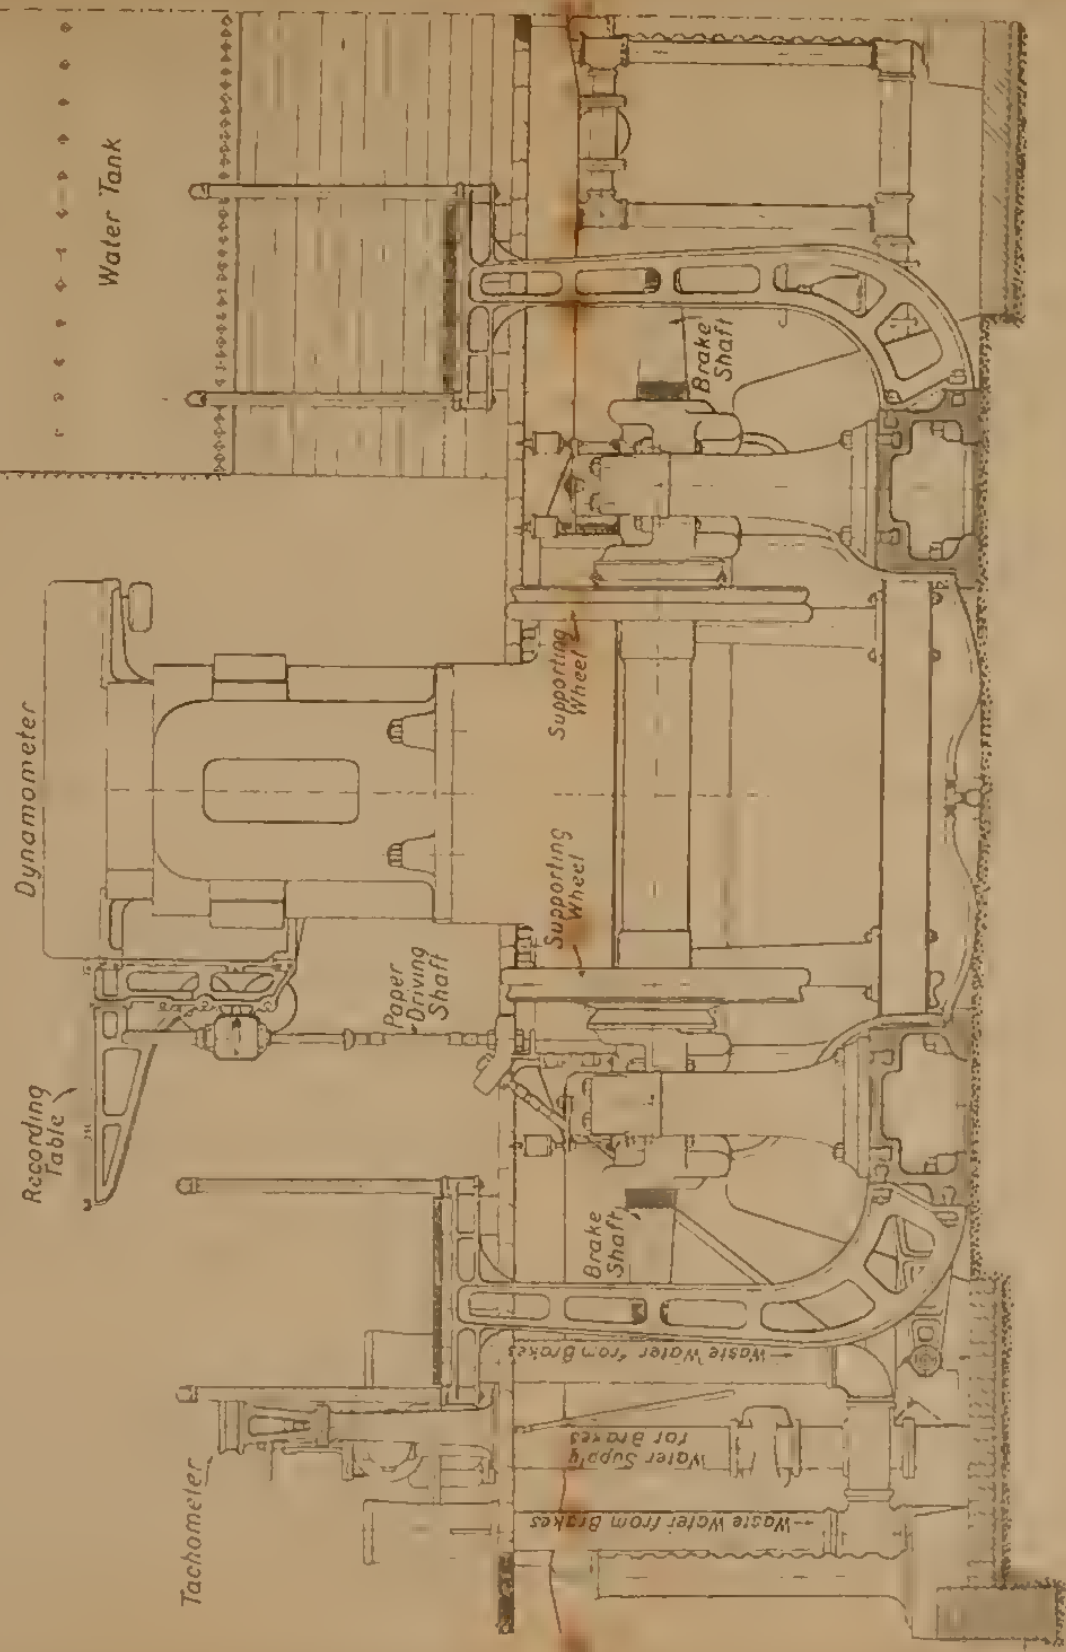 Tachometer
Recording
Table
Dynamometer
Water Tank
Paper
Driving
Shaft
Supporting
Wheel
Supporting
Wheel
Brake
Shaft
Brake
Shaft
Waste Water from Brakes
Water Supply
for Brakes
Waste Water from Brakes